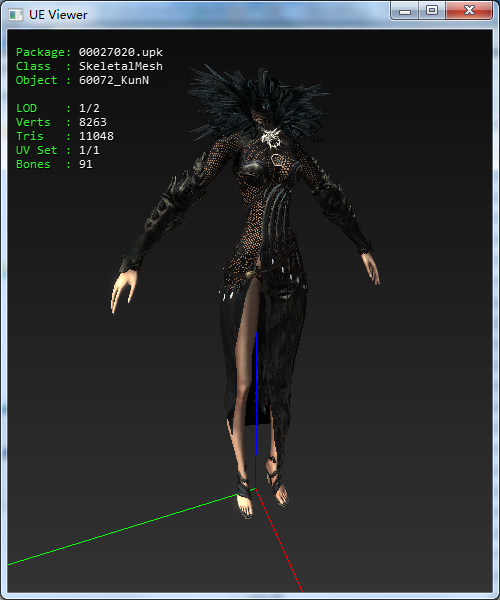 UE Viewer
Package: 00027020.upk
Class : SkeletalMesh
Object : 60072_KunN
LOD : 1/2
Verts : 8263
Tris : 11048
UV Set : 1/1
Bones : 91